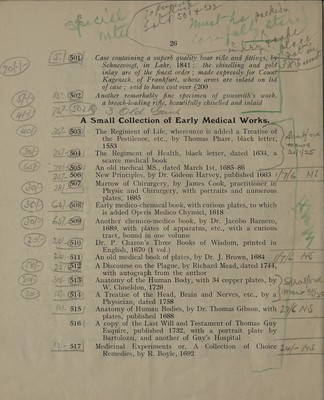 26
501 Case containing a superb quality boar rifle and fittings, by
Schneevogt, in Lahr, 1841; the chiselling and gold
inlay are of the finest order; made expressly for Count
Kageneck, of Frankfurt, whose arms are inlaid on lid
of case; said to have cost over £200
502 Another remarkably fine specimen of gunsmith's work,
a breech-loading rifle, beautifully chiselled and inlaid
A Small Collection of Early Medical Works.
503 The Regiment of Life, whereunto is added a Treatise of
the Pestilence, etc., by Thomas Phare, black letter,
1553
504 The Regiment of Health, black letter, dated 1634, a
scarce medical book
505 An old medical MS., dated March 1st, 1685-86
506 New Principles, by Dr. Gideon Harvey, published 1663
507 Marrow of Chirurgery, by James Cook, practitioner in
Physic and Chirurgery, with portraits and numerous
plates, 1685
508 Early medico-chemical book, with curious plates, to which
is added Operis Medico Chymici, 1618
509 Another chemico-medico book, by Dr. Jacobo Barnero,
1689, with plates of apparatus, etc., with a curious
tract, bound in one volume
510 Dr. P. Charon's Three Books of Wisdom, printed in
English, 1670 (1 vol.)
511 An old medical book of plates, by Dr. J. Brown, 1684
512 A Discourse on the Plague, by Richard Mead, dated 1744,
with autograph from the author
513 Anatomy of the Human Body, with 34 copper plates, by
W. Cheselden, 1726
514 A Treatise of the Head, Brain and Nerves, etc., by a
Physician, dated 1758
515 Anatomy of Human Bodies, by Dr. Thomas Gibson, with
plates, published 1688
516 A copy of the Last Will and Testament of Thomas Guy
Esquire, published 1732, with a portrait plate by
Bartolozzi, and another of Guy's Hospital
517 Medicinal Experiments or, A Collection of Choice
Remedies, by R. Boyle, 1692